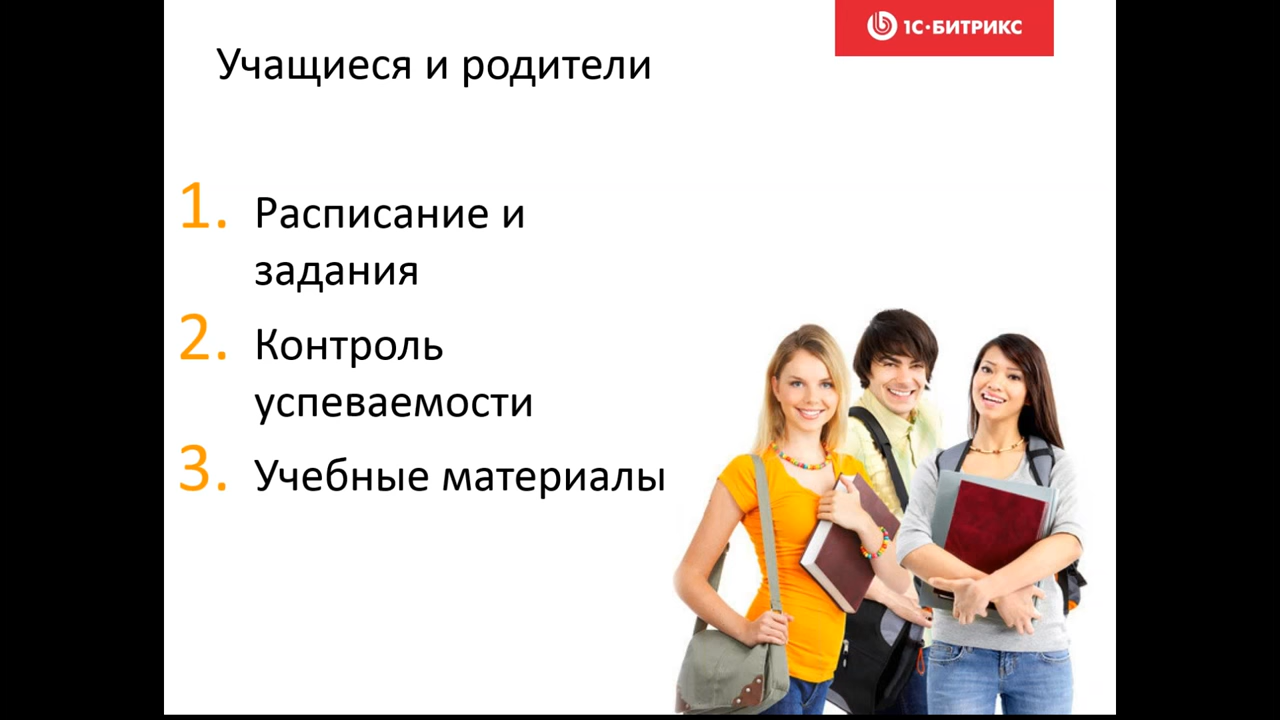 1С·БИТРИКС
Учащиеся и родители
1. Расписание и
задания
2. Контроль
успеваемости
3. Учебные материалы